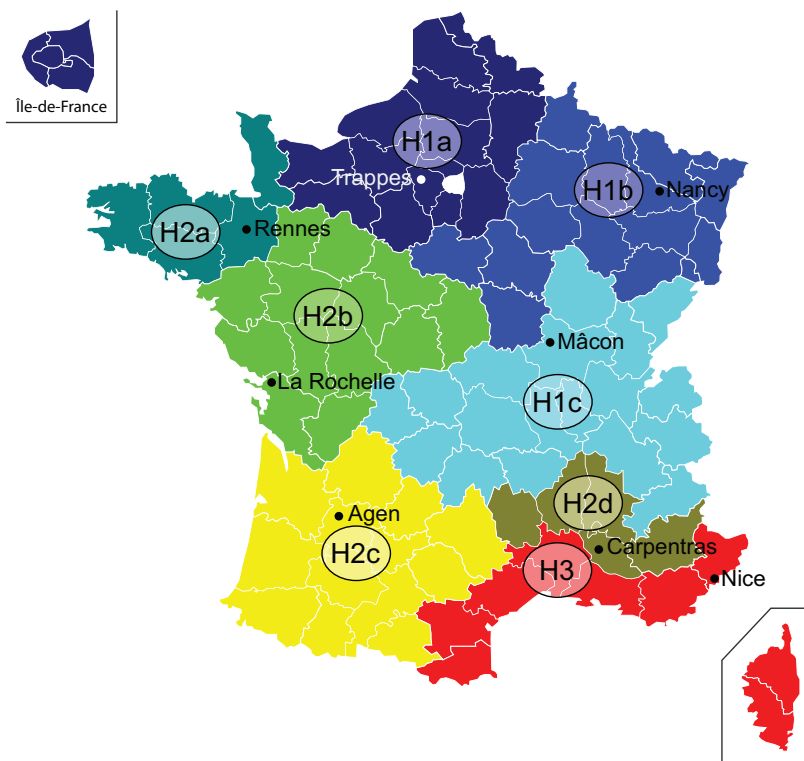 Île-de-France
H1a
Trappes
H1b
Nancy
H2a
Rennes
H2b
Mâcon
La Rochelle
H1c
H2d
Agen
H2c
Carpentras
H3
Nice